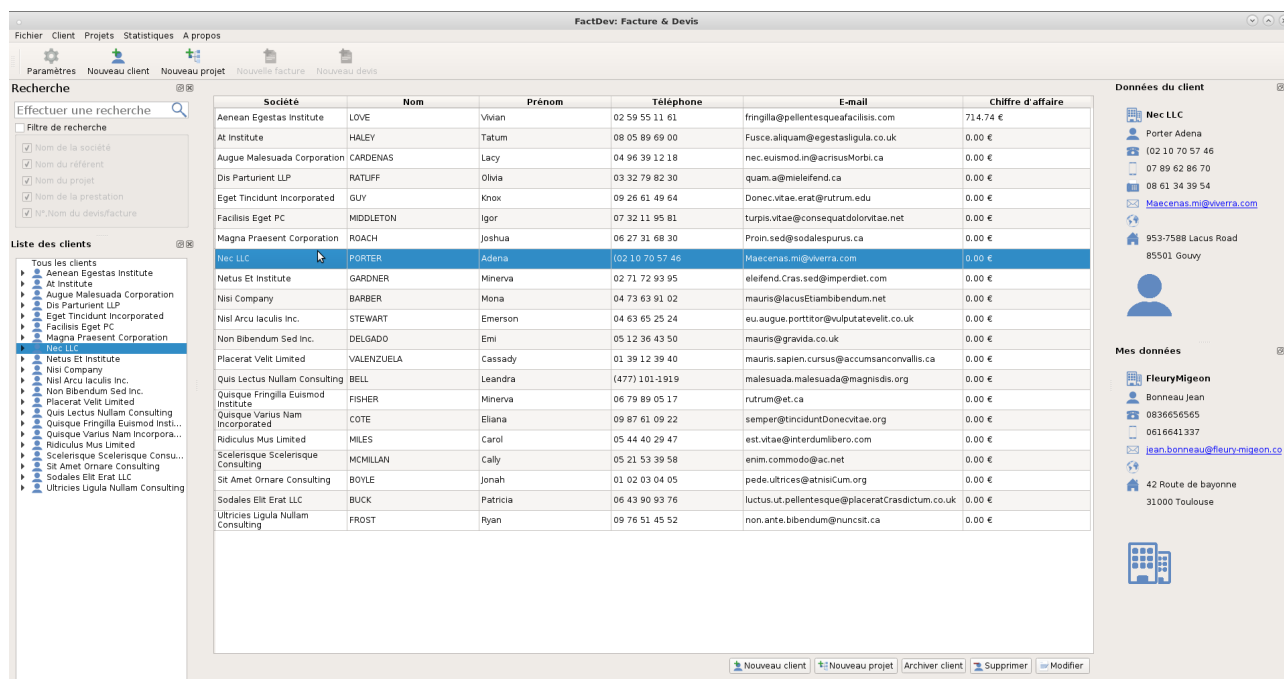 FactDev: Facture & Devis
Fichier Client Projets Statistiques A propos
Paramètres Nouveau client Nouveau projet Nouvelle facture Nouveau devis
Recherche
Effectuer une recherche
Filtre de recherche
Nom de la société
Nom du référent
Nom du projet
Nom de la prestation
N°,Nom du devis/facture
Liste des clients
Tous les clients
Aenean Egestas Institute
At Institute
Augue Malesuada Corporation
Dis Parturient LLP
Eget Tincidunt Incorporated
Facilisis Eget PC
Magna Praesent Corporation
Nec LLC
Netus Et Institute
Nisi Company
Nisl Arcu Iaculis Inc.
Non Bibendum Sed Inc.
Placerat Velit Limited
Quis Lectus Nullam Consulting
Quisque Fringilla Euismod Insti...
Quisque Varius Nam Incorpora...
Ridiculus Mus Limited
Scelerisque Scelerisque Consu...
Sit Amet Ornare Consulting
Sodales Elit Erat LLC
Ultricies Ligula Nullam Consulting
Société Nom Prénom Téléphone E-mail Chiffre d'affaire
Aenean Egestas Institute LOVE Vivian 02 59 55 11 61 fringilla@pellentesqueafacilisis.com 714.74 €
At Institute HALEY Tatum 08 05 89 69 00 Fusce.aliquam@egestasligula.co.uk 0.00 €
Augue Malesuada Corporation CARDENAS Lacy 04 96 39 12 18 nec.euismod.in@acrisusMorbi.ca 0.00 €
Dis Parturient LLP RATLIFF Olivia 03 32 79 82 30 quam.a@mieleifend.ca 0.00 €
Eget Tincidunt Incorporated GUY Knox 09 26 61 49 64 Donec.vitae.erat@rutrum.edu 0.00 €
Facilisis Eget PC MIDDLETON Igor 07 32 11 95 81 turpis.vitae@consequatdolorvitae.net 0.00 €
Magna Praesent Corporation ROACH Joshua 06 27 31 68 30 Proin.sed@sodalespurus.ca 0.00 €
Nec LLC PORTER Adena (02 10 70 57 46 Maecenas.mi@viverra.com 0.00 €
Netus Et Institute GARDNER Minerva 02 71 72 93 95 eleifend.Cras.sed@imperdiet.com 0.00 €
Nisi Company BARBER Mona 04 73 63 91 02 mauris@lacusEtiambibendum.net 0.00 €
Nisl Arcu Iaculis Inc. STEWART Emerson 04 63 65 25 24 eu.augue.porttitor@vulputatevelit.co.uk 0.00 €
Non Bibendum Sed Inc. DELGADO Emi 05 12 36 43 50 mauris@gravida.co.uk 0.00 €
Placerat Velit Limited VALENZUELA Cassady 01 39 12 39 40 mauris.sapien.cursus@accumsanconvallis.ca 0.00 €
Quis Lectus Nullam Consulting BELL Leandra (477) 101-1919 malesuada.malesuada@magnisdis.org 0.00 €
Quisque Fringilla Euismod
Institute FISHER Minerva 06 79 89 05 17 rutrum@et.ca 0.00 €
Quisque Varius Nam
Incorporated COTE Eliana 09 87 61 09 22 semper@tinciduntDonecvitae.org 0.00 €
Ridiculus Mus Limited MILES Carol 05 44 40 29 47 est.vitae@interdumlibero.com 0.00 €
Scelerisque Scelerisque
Consulting MCMILLAN Cally 05 21 53 39 58 enim.commodo@ac.net 0.00 €
Sit Amet Ornare Consulting BOYLE Jonah 01 02 03 04 05 pede.ultrices@atnisiCum.org 0.00 €
Sodales Elit Erat LLC BUCK Patricia 06 43 90 93 76 luctus.ut.pellentesque@placeratCrasdictum.co.uk 0.00 €
Ultricies Ligula Nullam
Consulting FROST Ryan 09 76 51 45 52 non.ante.bibendum@nuncsit.ca 0.00 €
Nouveau client Nouveau projet Archiver client Supprimer Modifier
Données du client
Nec LLC
Porter Adena
(02 10 70 57 46
07 89 62 86 70
08 61 34 39 54
Maecenas.mi@viverra.com
953-7588 Lacus Road
85501 Gouvy
Mes données
FleuryMigeon
Bonneau Jean
0836656565
0616641337
jean.bonneau@fleury-migeon.co
42 Route de bayonne
31000 Toulouse